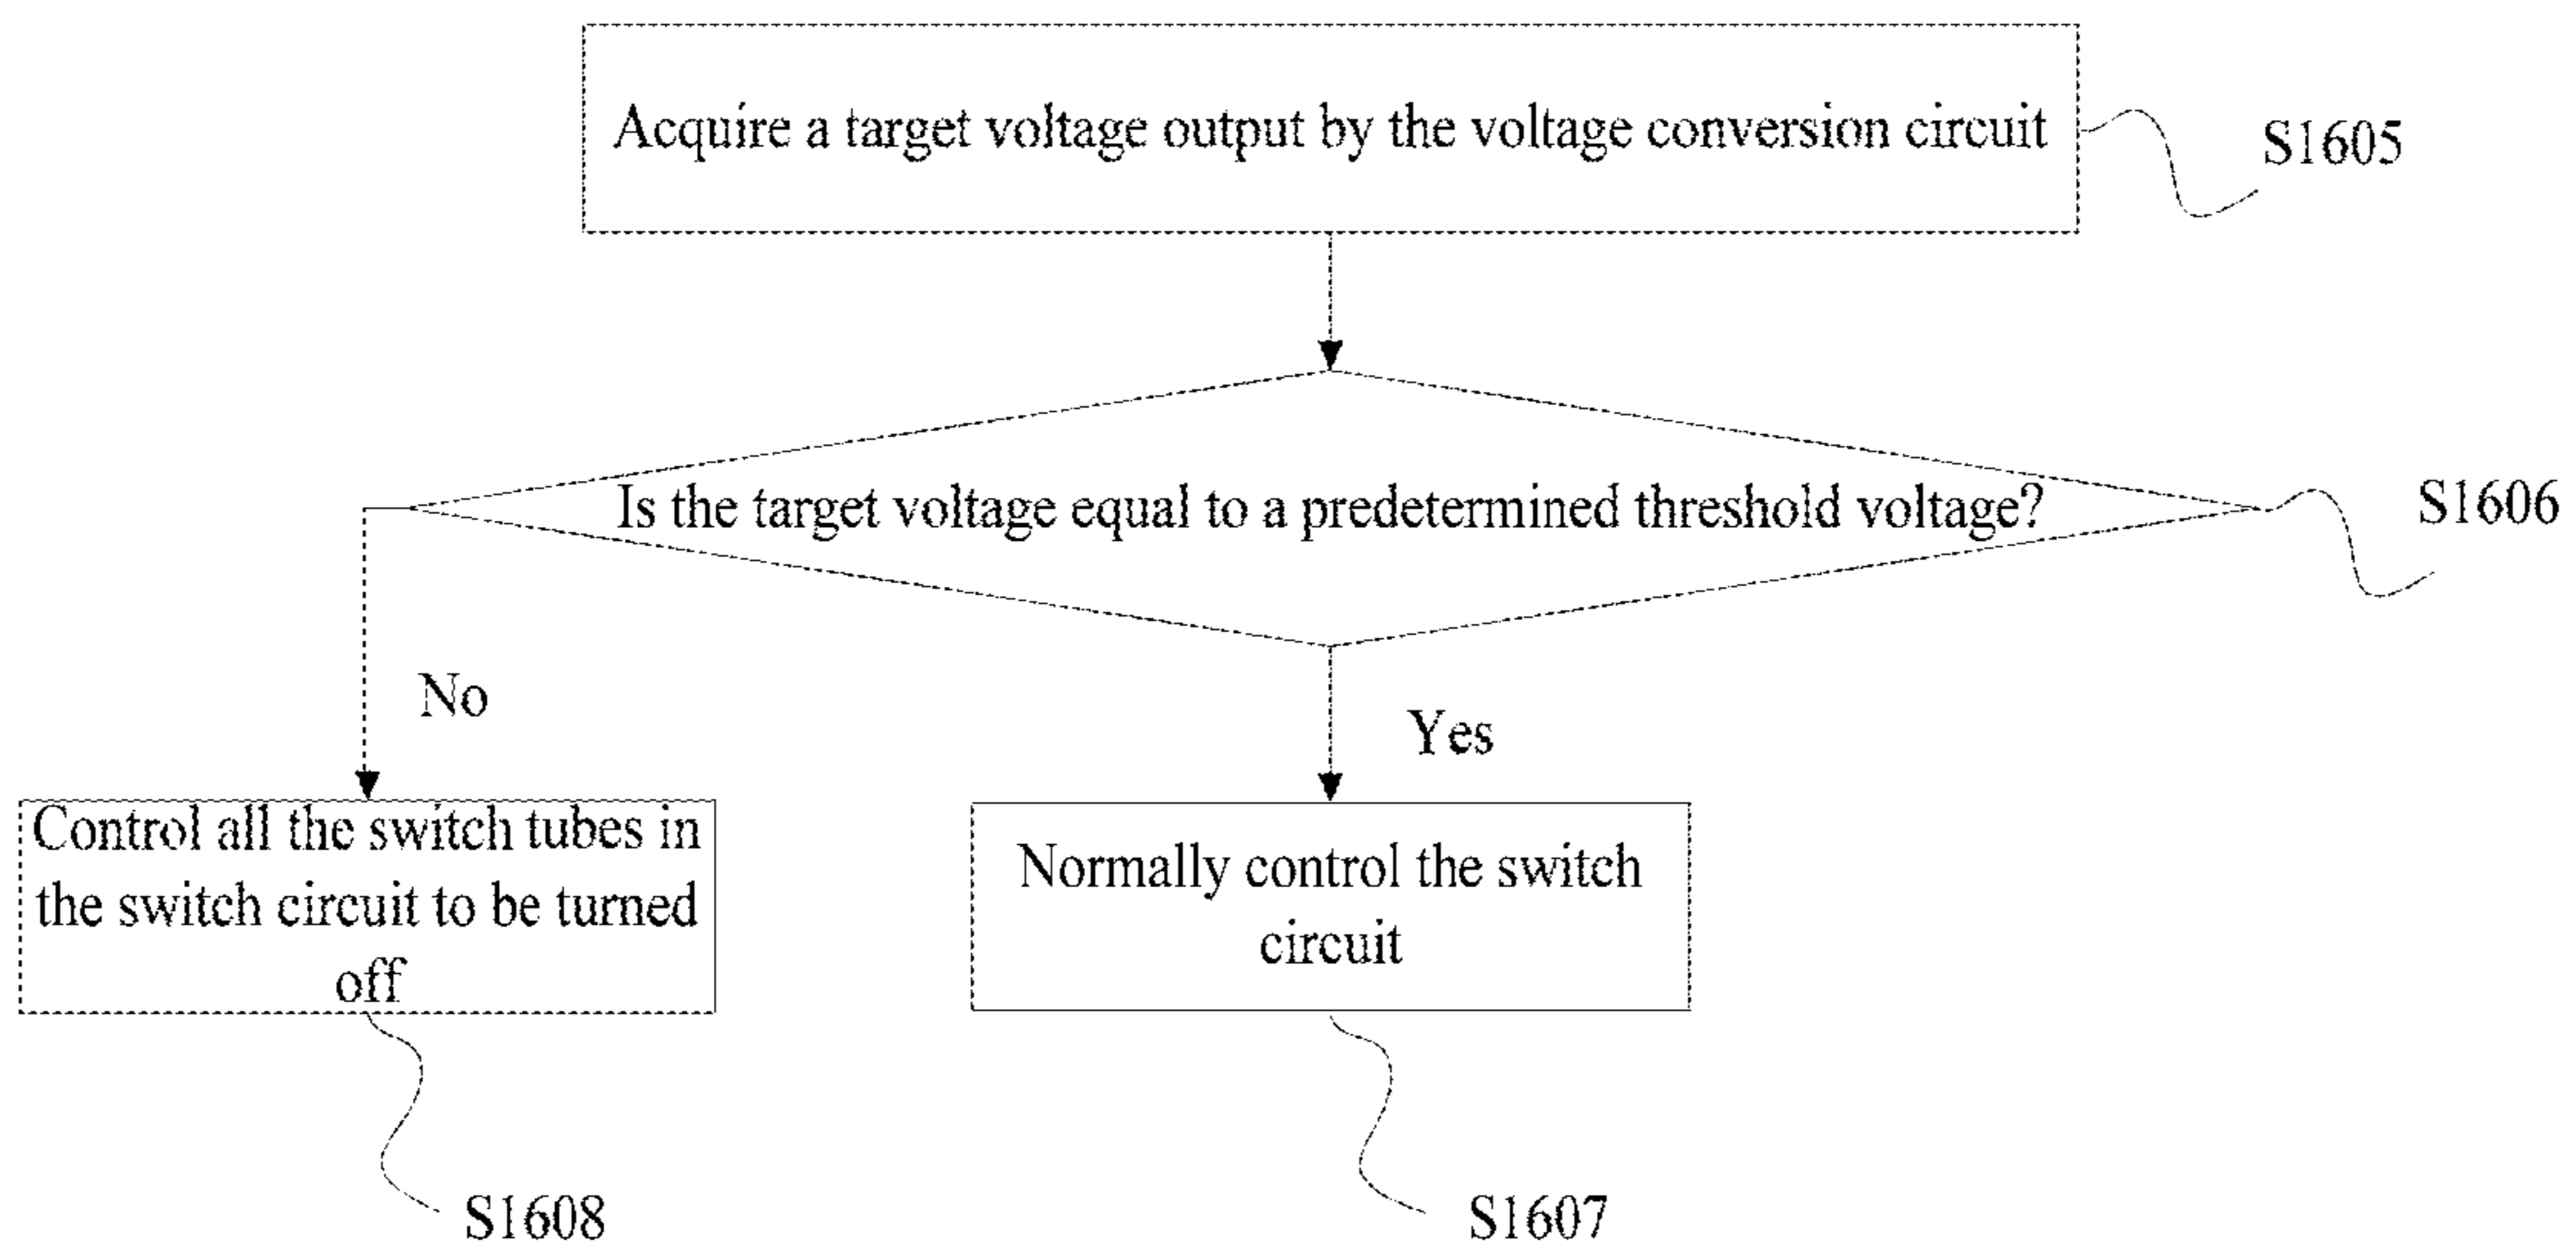 Acquire a target voltage output by the voltage conversion circuit
S1605
Is the target voltage equal to a predetermined threshold voltage?
S1606
No
Yes
Control all the switch tubes in
the switch circuit to be turned
off
Normally control the switch
circuit
S1608
S1607